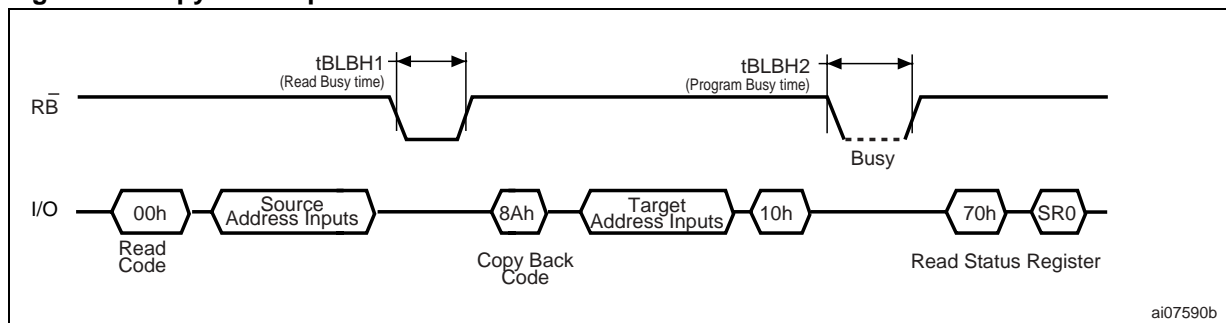 tBLBH1
(Read Busy time)
tBLBH2
(Program Busy time)
RB̅
Busy
I/O
00h
Source
Address Inputs
8Ah
Target
Address Inputs
10h
70h
SR0
Read
Code
Copy Back
Code
Read Status Register
ai07590b